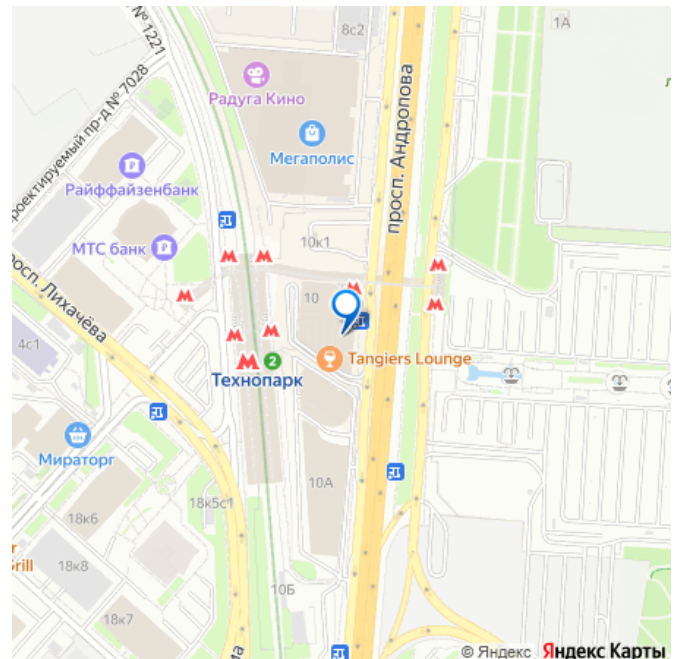 № 1221
8с2
1А
Радуга Кино
просп. Андропова
проектируемый пр-д № 7028
Мегаполис
Райффайзенбанк
МТС банк
10к1
просп. Лихачёва
10
4с1
Tangiers Lounge
2
Технопарк
Мираторг
10А
18к5с1
18к6
18к8
Grill
10Б
18к7
© Яндекс Яндекс Карты